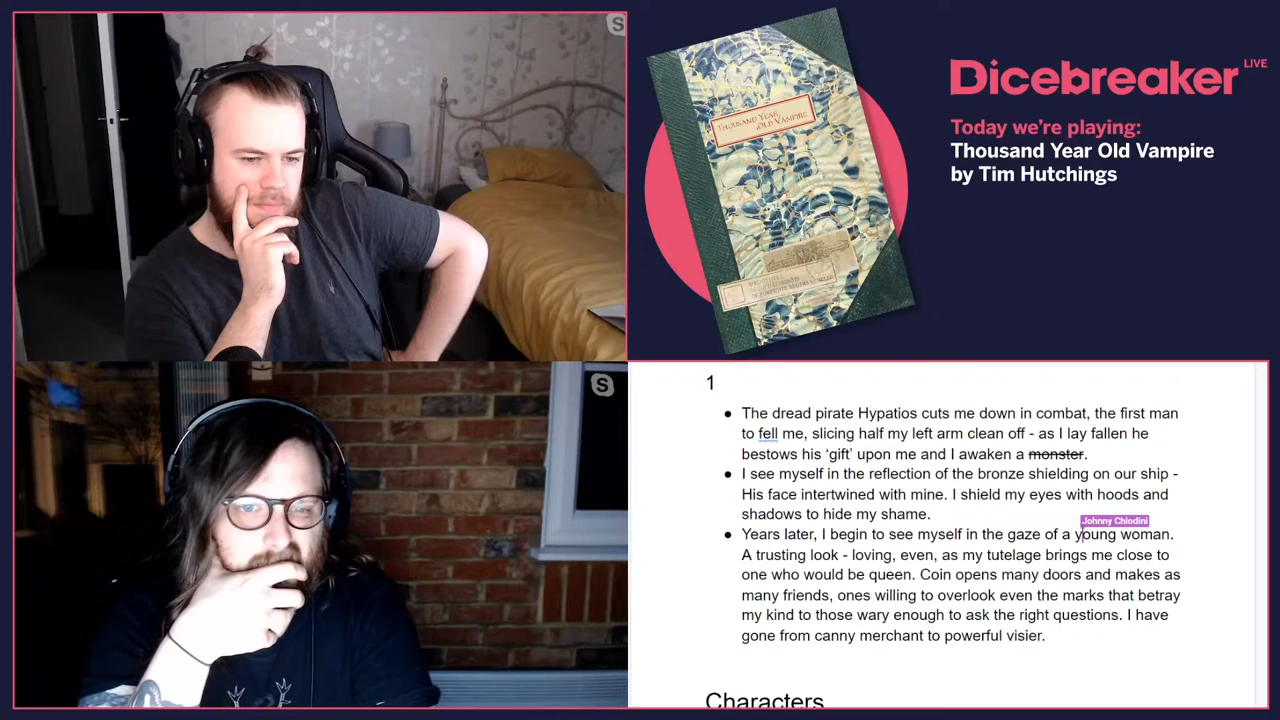 S
THOUSAND YEAR
OLD VAMPIRE
Dicebreaker LIVE
Today we're playing:
Thousand Year Old Vampire
by Tim Hutchings
S
1
● The dread pirate Hypatios cuts me down in combat, the first man
to fell me, slicing half my left arm clean off - as I lay fallen he
bestows his ‘gift’ upon me and I awaken a monster.
● I see myself in the reflection of the bronze shielding on our ship -
His face intertwined with mine. I shield my eyes with hoods and
shadows to hide my shame.
Johnny Chiodini
● Years later, I begin to see myself in the gaze of a young woman.
A trusting look - loving, even, as my tutelage brings me close to
one who would be queen. Coin opens many doors and makes as
many friends, ones willing to overlook even the marks that betray
my kind to those wary enough to ask the right questions. I have
gone from canny merchant to powerful visier.
Characters